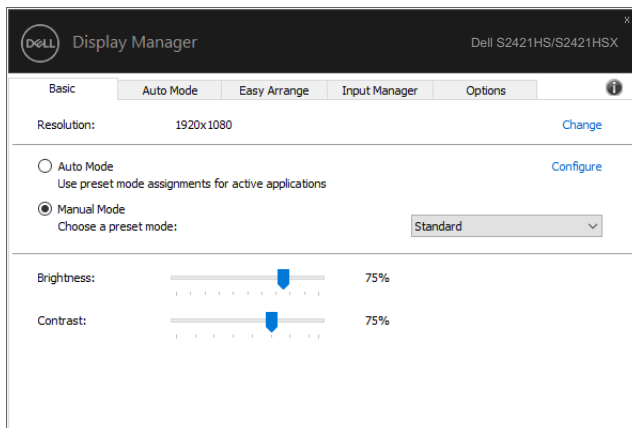 x
DELL Display Manager Dell S2421HS/S2421HSX
Basic Auto Mode Easy Arrange Input Manager Options i
Resolution: 1920x1080 Change
Auto Mode Configure
Use preset mode assignments for active applications
Manual Mode
Choose a preset mode: Standard
Brightness: 75%
Contrast: 75%